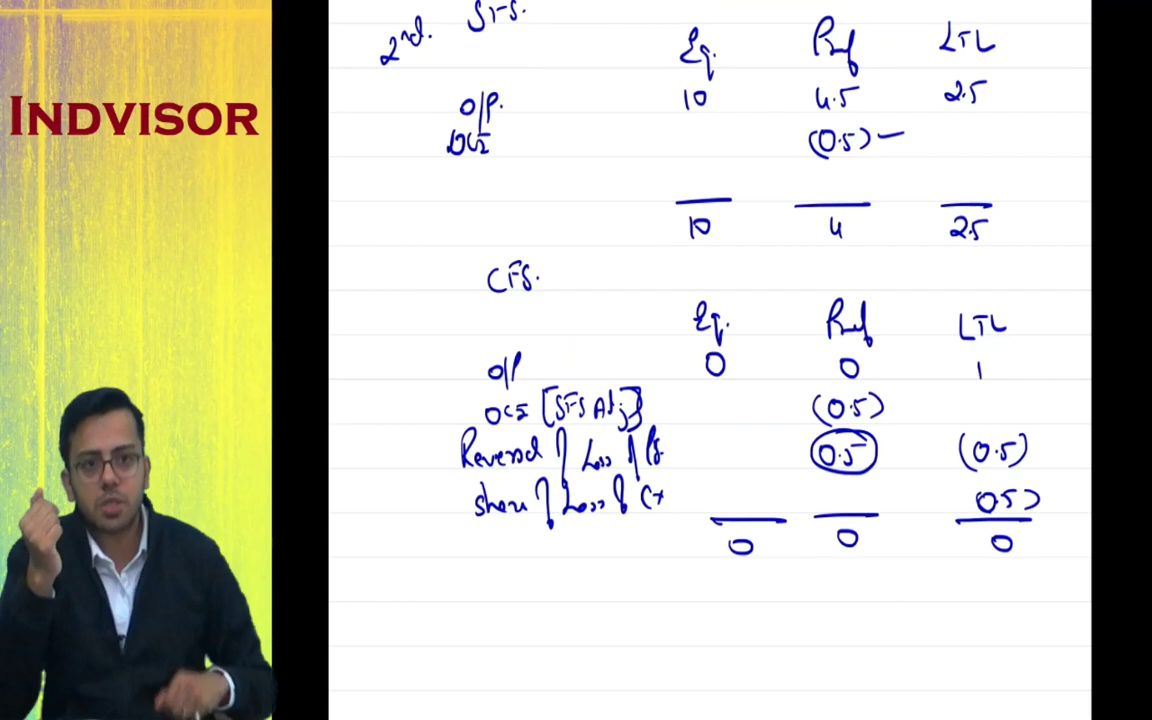 INDVISOR
2nd. SFS.
Eq. Pref LTL
O/P. 10 4.5 2.5
OCI (0.5) —
10 4 2.5
CFS.
Eq. Pref LTL
O/P 0 0 1
OCI [SFS Adj] (0.5)
Reversal of Loss of 0.5 (0.5)
Share of Loss of 0.5)
0 0 0